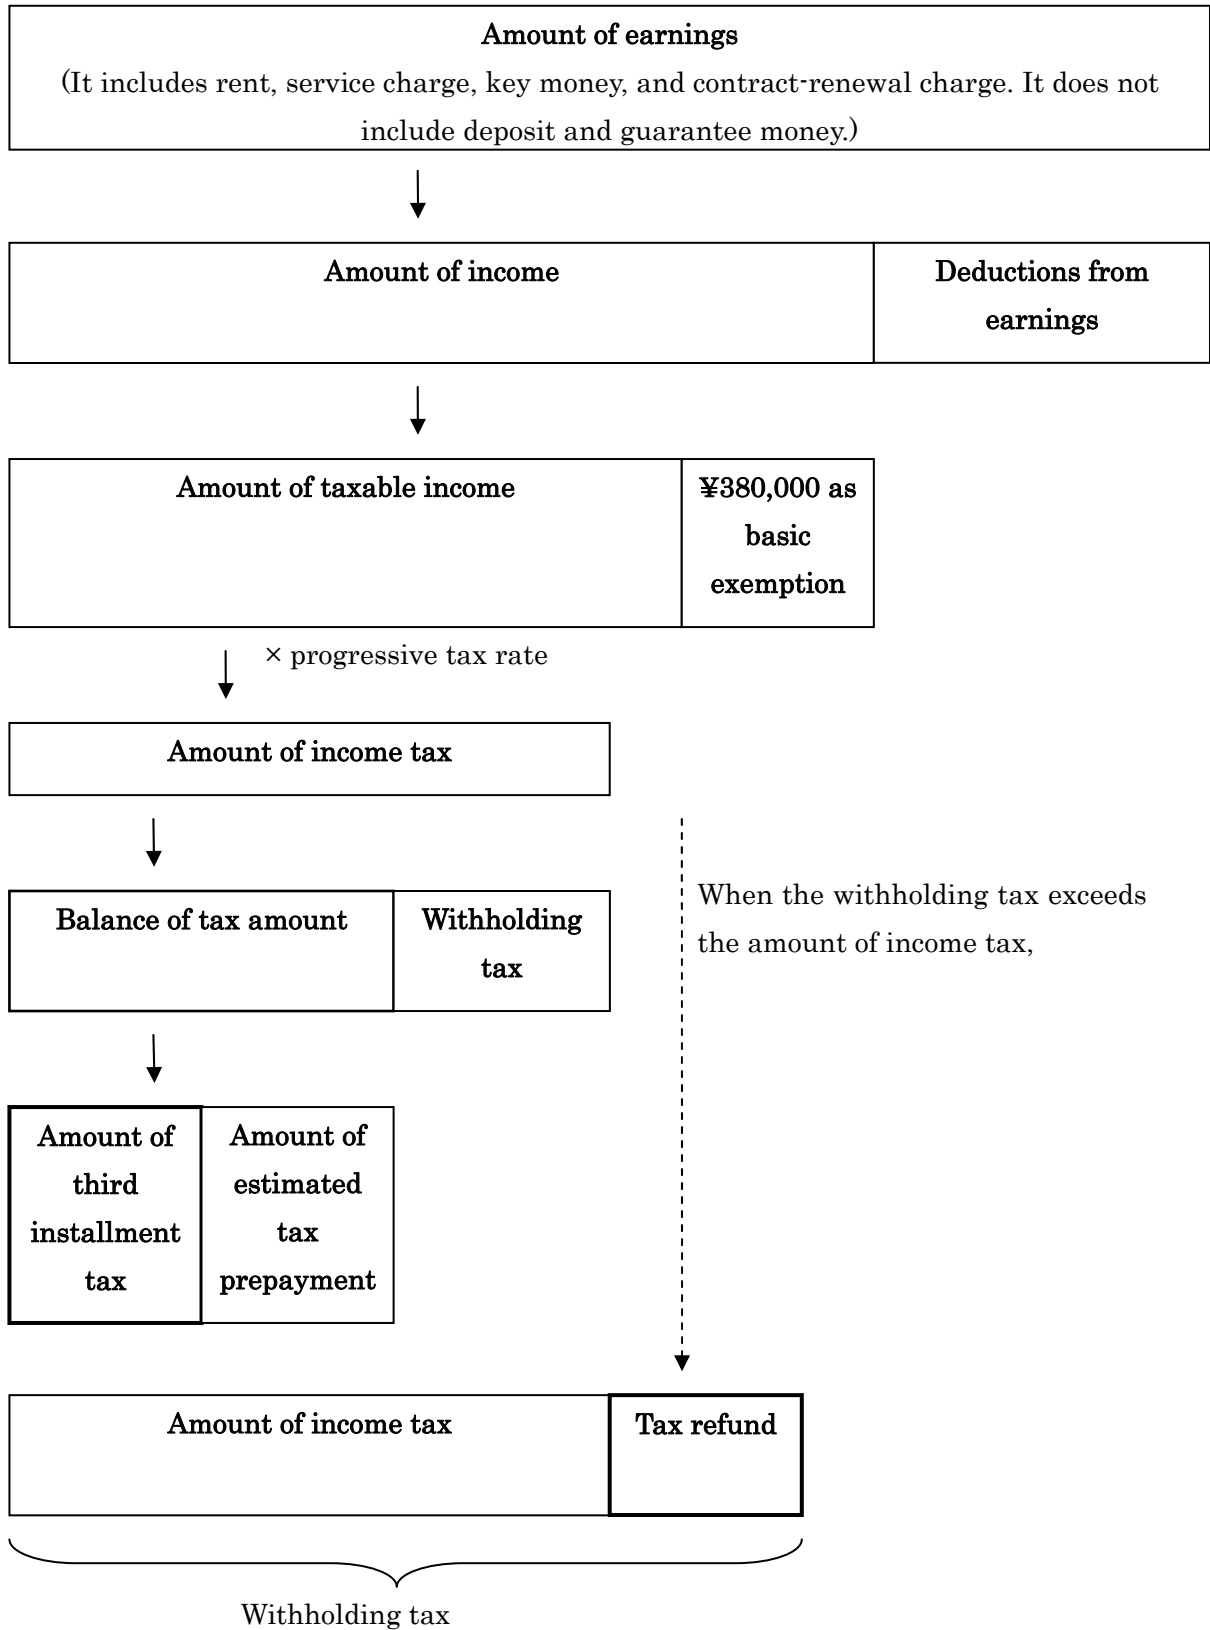 Amount of earnings
(It includes rent, service charge, key money, and contract-renewal charge. It does not
include deposit and guarantee money.)
Amount of income
Deductions from
earnings
Amount of taxable income
¥380,000 as
basic
exemption
× progressive tax rate
Amount of income tax
Balance of tax amount
Withholding
tax
When the withholding tax exceeds
the amount of income tax,
Amount of
third
installment
tax
Amount of
estimated
tax
prepayment
Amount of income tax
Tax refund
Withholding tax